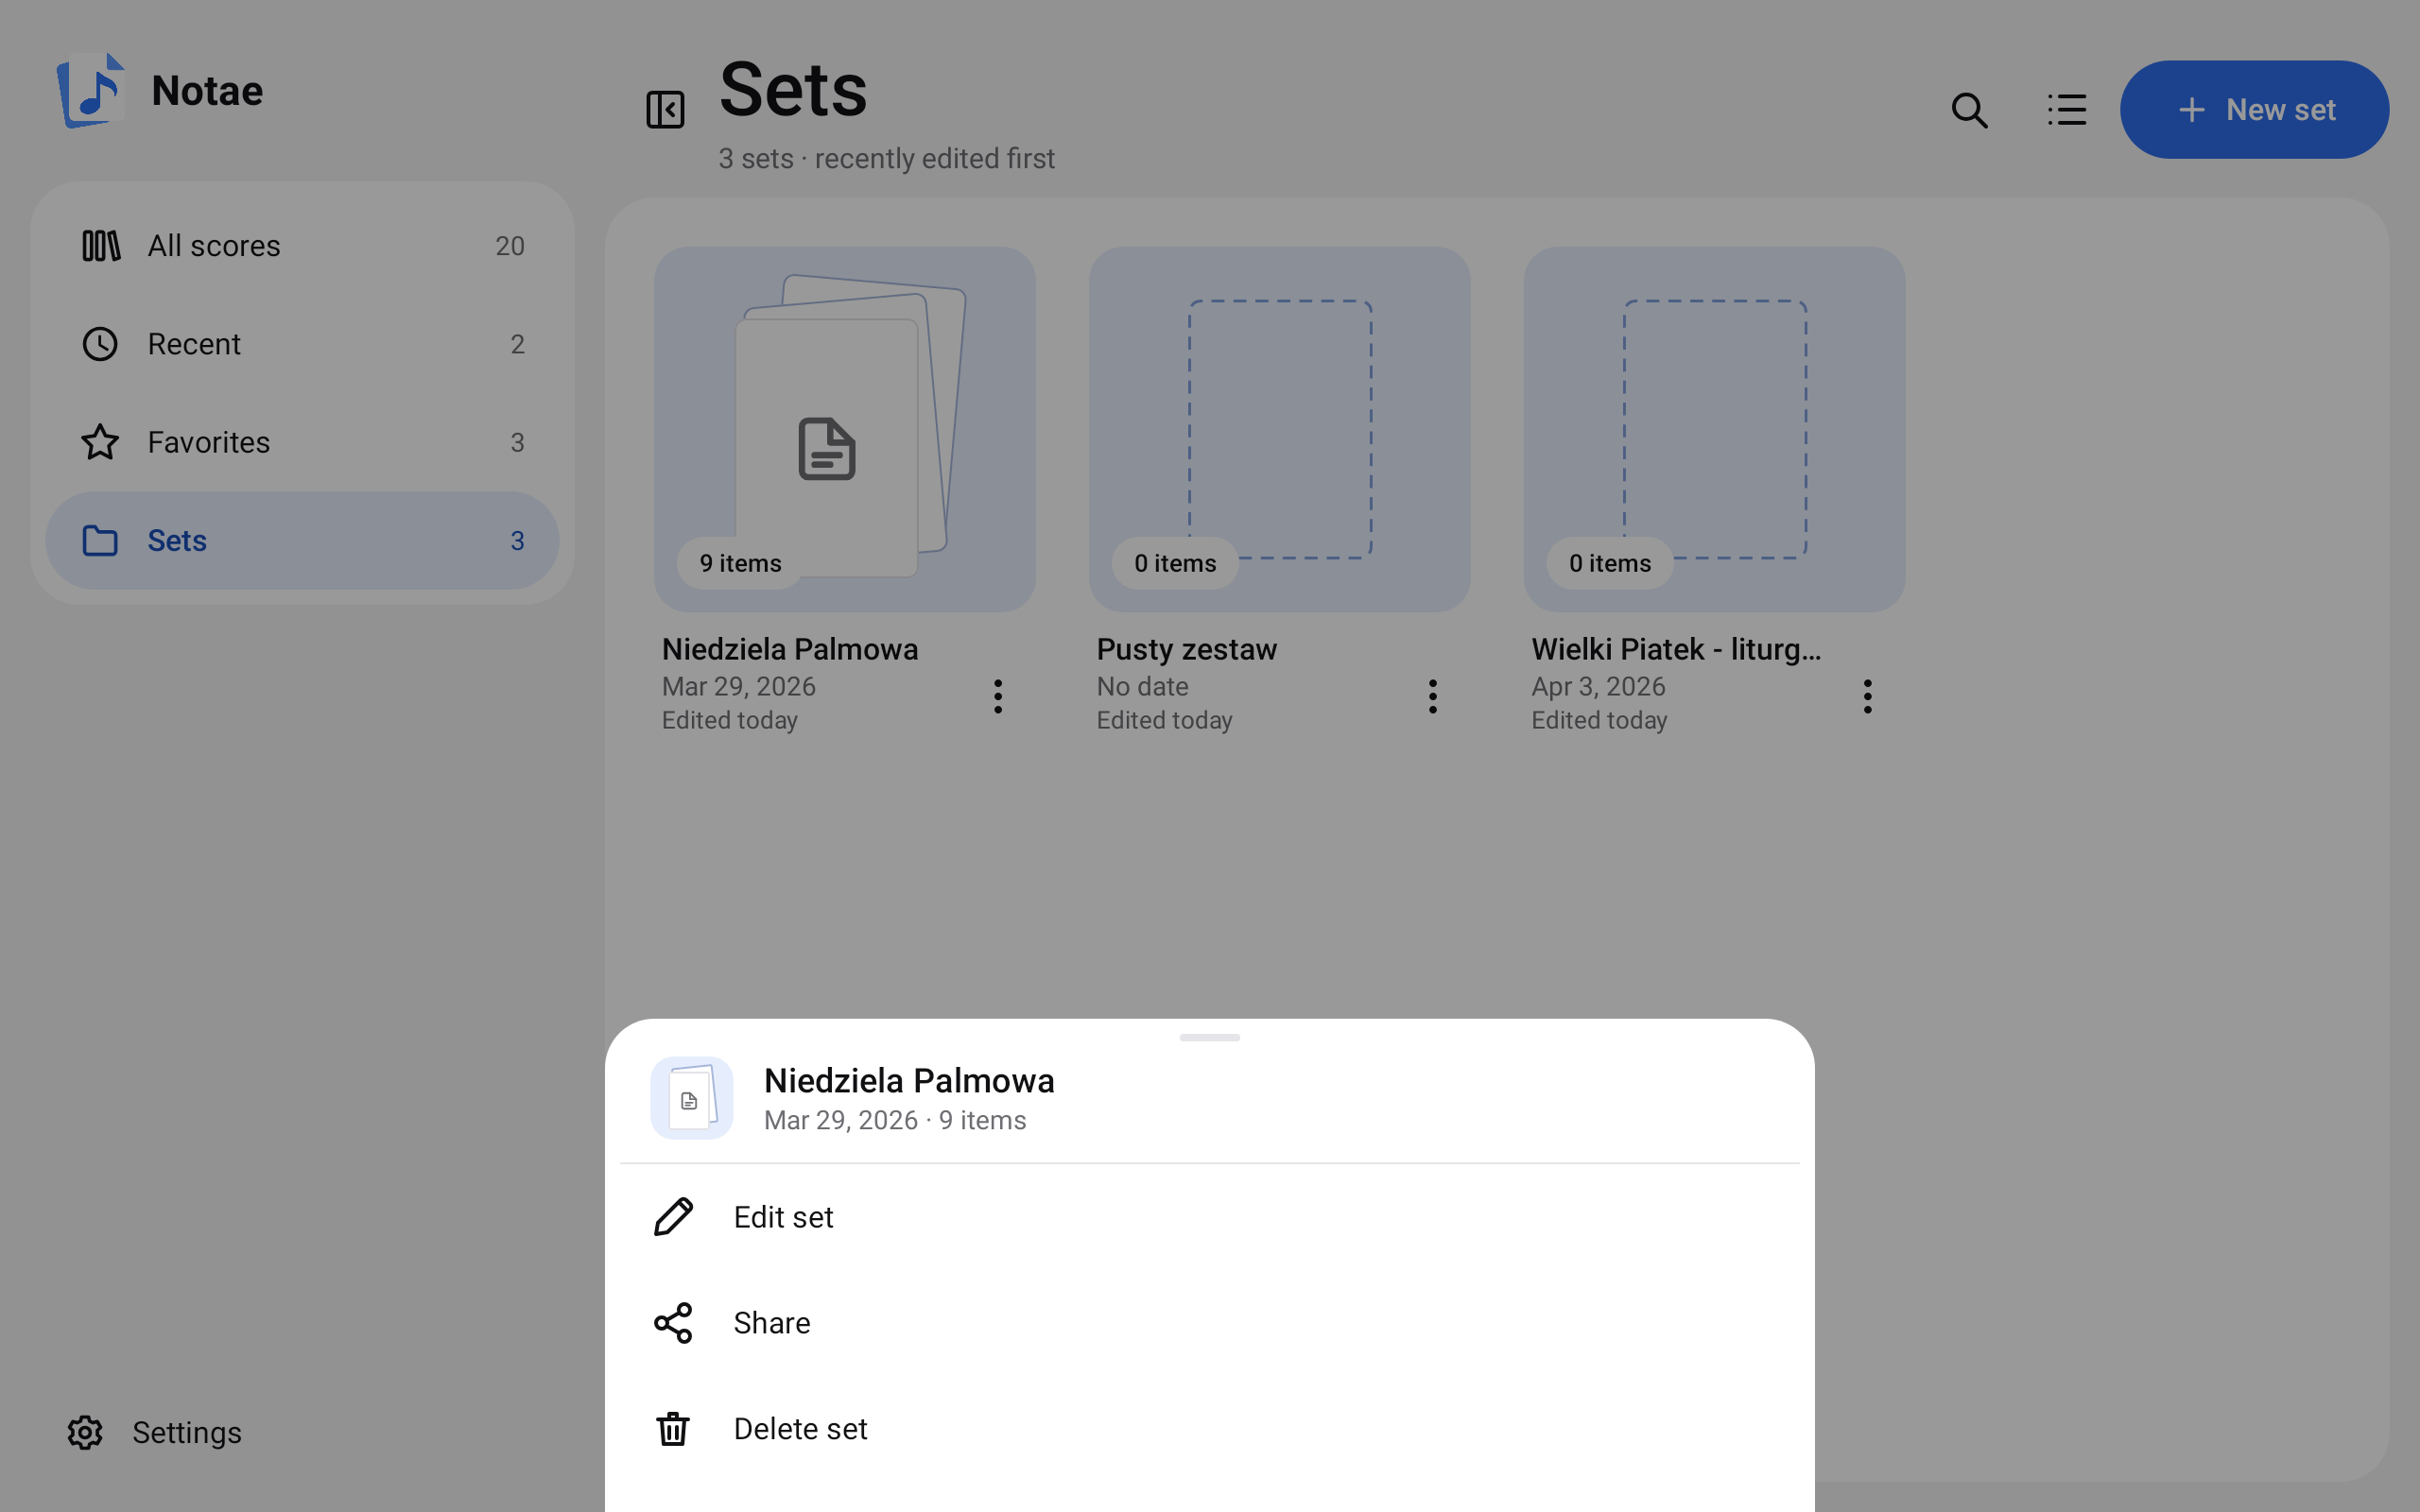 Notae
All scores 20
Recent 2
Favorites 3
Sets 3
Settings
Sets
3 sets · recently edited first
New set
9 items
Niedziela Palmowa
Mar 29, 2026
Edited today
0 items
Pusty zestaw
No date
Edited today
0 items
Wielki Piatek - liturg...
Apr 3, 2026
Edited today
Niedziela Palmowa
Mar 29, 2026 · 9 items
Edit set
Share
Delete set